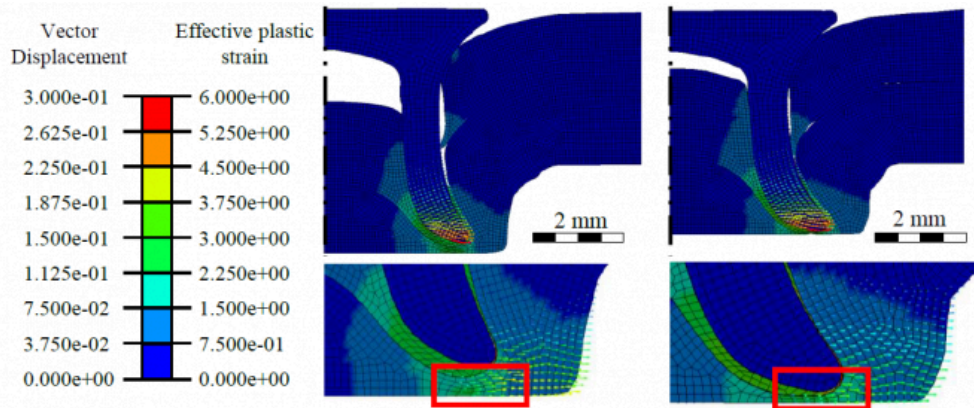 Vector Displacement
Effective plastic strain
3.000e-01 6.000e+00
2.625e-01 5.250e+00
2.250e-01 4.500e+00
1.875e-01 3.750e+00
1.500e-01 3.000e+00
1.125e-01 2.250e+00
7.500e-02 1.500e+00
3.750e-02 7.500e-01
0.000e+00 0.000e+00
2 mm
2 mm